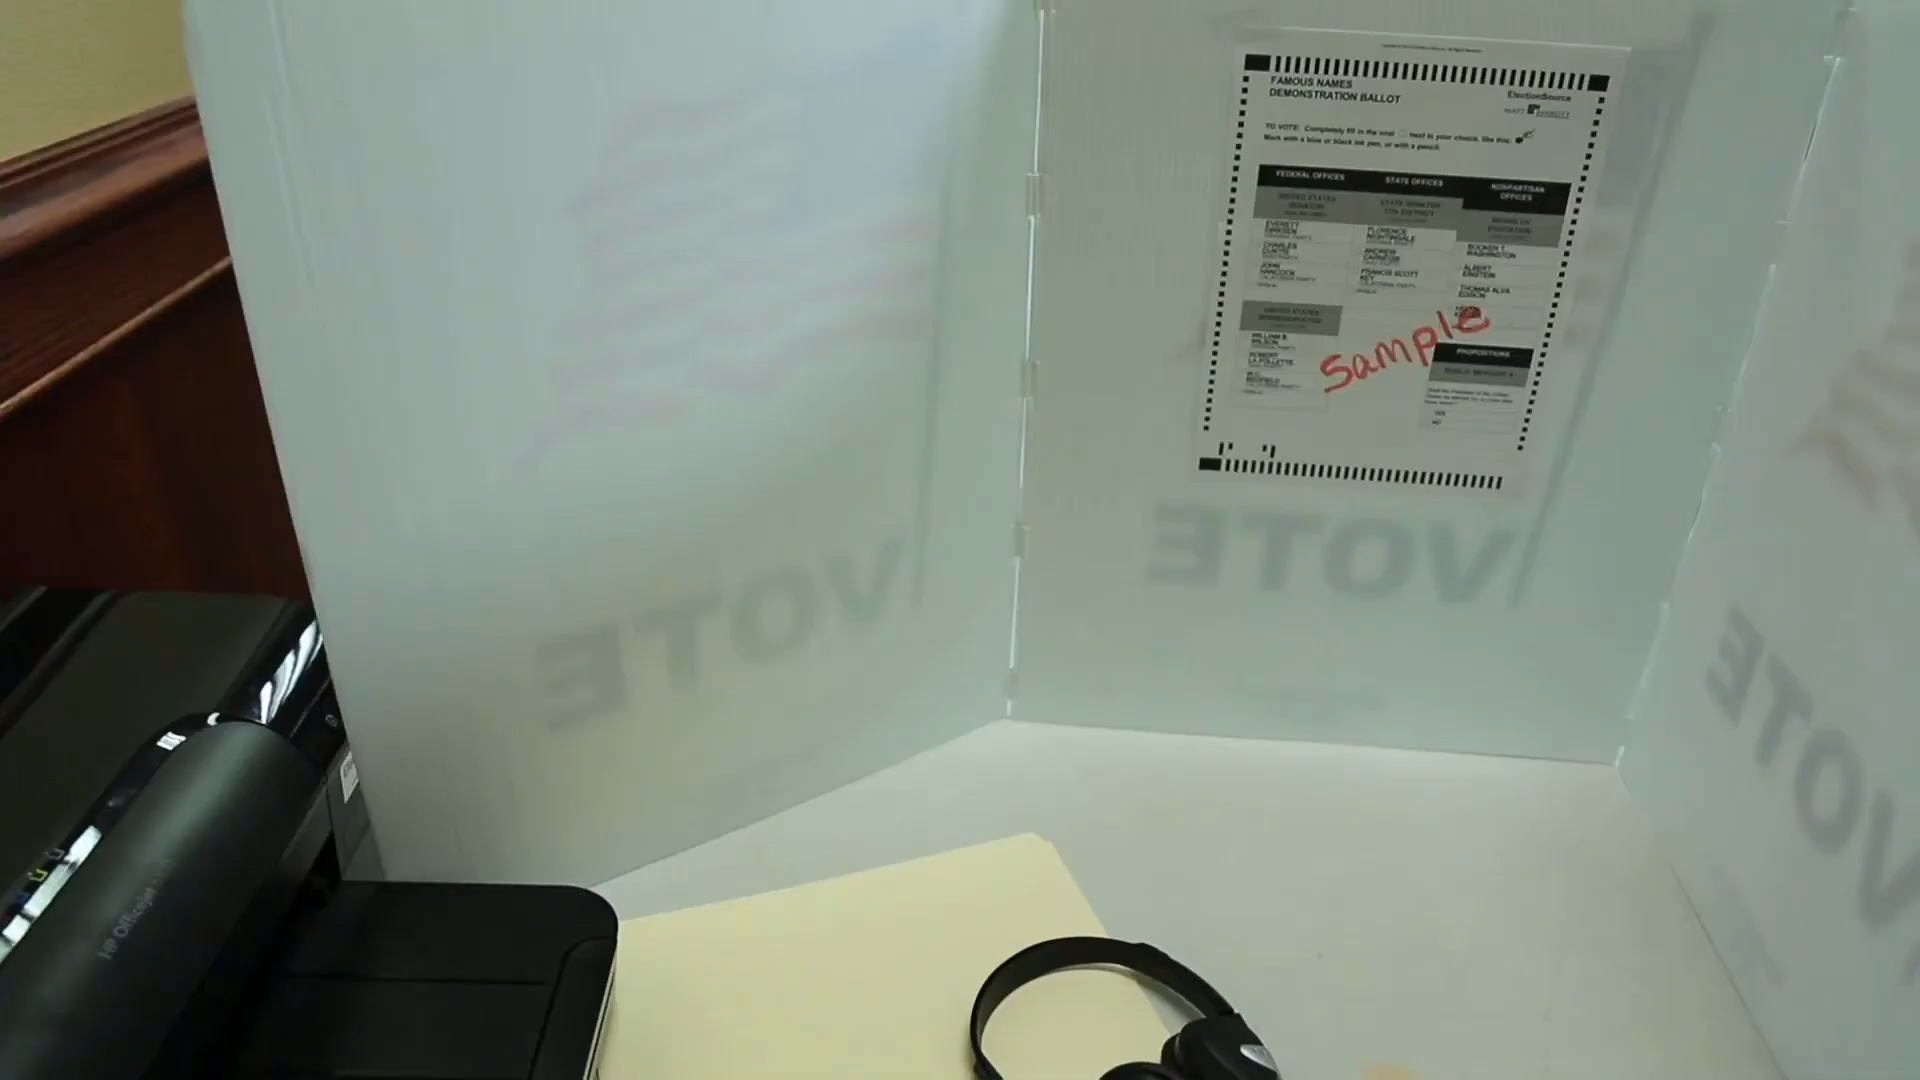 FAMOUS NAMES
DEMONSTRATION BALLOT
ElectionSource
TO VOTE: Completely fill in the oval next to your choice, like this:
Mark with a blue or black ink pen, or with a pencil.
FEDERAL OFFICES
UNITED STATES
SENATOR
EVERETT
DIRKSEN
CHARLES
CURTIS
JOHN
HANCOCK
UNITED STATES
REPRESENTATIVE
WILLIAM B.
WILSON
ROBERT
LA FOLLETTE
W.C.
REDFIELD
STATE OFFICES
STATE SENATOR
FLORENCE
NIGHTINGALE
ANDREW
CARNEGIE
FRANCIS SCOTT
KEY
NONPARTISAN
OFFICES
BOARD OF
EDUCATION
BOOKER T.
WASHINGTON
ALBERT
EINSTEIN
THOMAS ALVA
EDISON
Sample
PROPOSITIONS
YES
NO
VOTE
VOTE
VOTE
HP Officejet